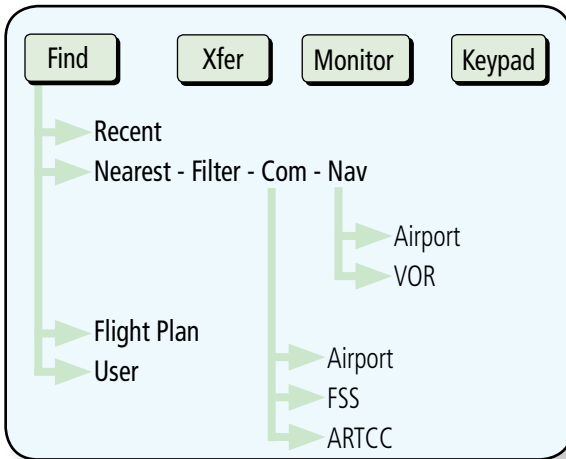 Find Xfer Monitor Keypad
Recent
Nearest - Filter - Com - Nav
Airport
VOR
Flight Plan
User
Airport
FSS
ARTCC